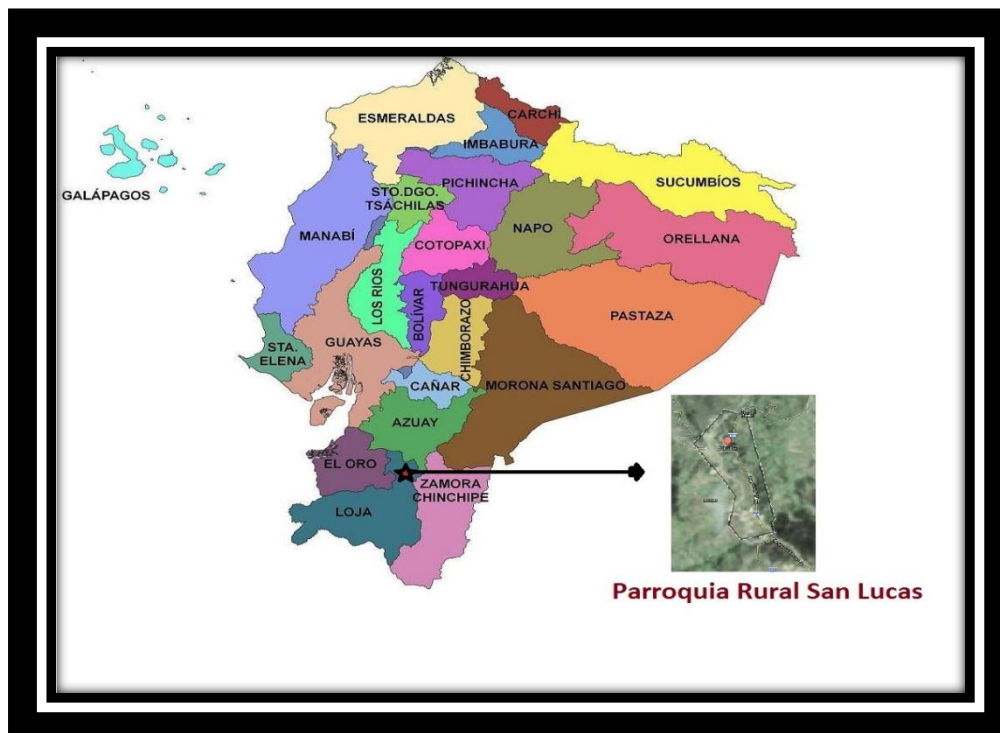 ESMERALDAS
CARCHI
IMBABURA
SUCUMBÍOS
PICHINCHA
GALÁPAGOS
STO.DGO.
TSÁCHILAS
NAPO
MANABÍ
ORELLANA
COTOPAXI
TUNGURAHUA
LOS RIOS
BOLÍVAR
CHIMBORAZO
PASTAZA
GUAYAS
STA.
ELENA
CAÑAR
MORONA SANTIAGO
AZUAY
EL ORO
ZAMORA
CHINCHIPE
LOJA
Parroquia Rural San Lucas